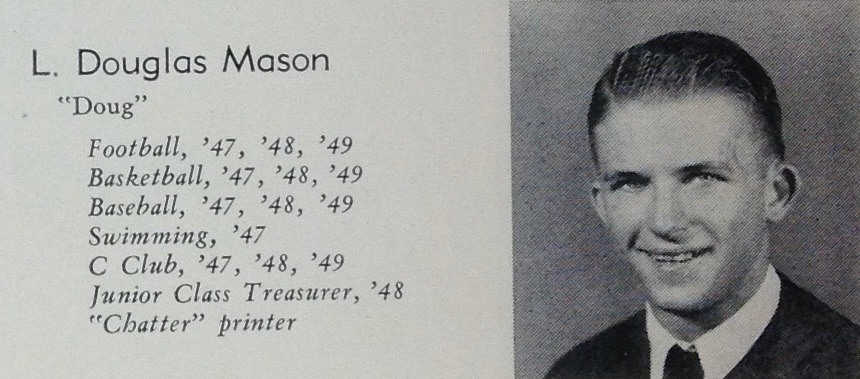 L. Douglas Mason
"Doug"
Football, '47, '48, '49
Basketball, '47, '48, '49
Baseball, '47, '48, '49
Swimming, '47
C Club, '47, '48, '49
Junior Class Treasurer, '48
"Chatter" printer